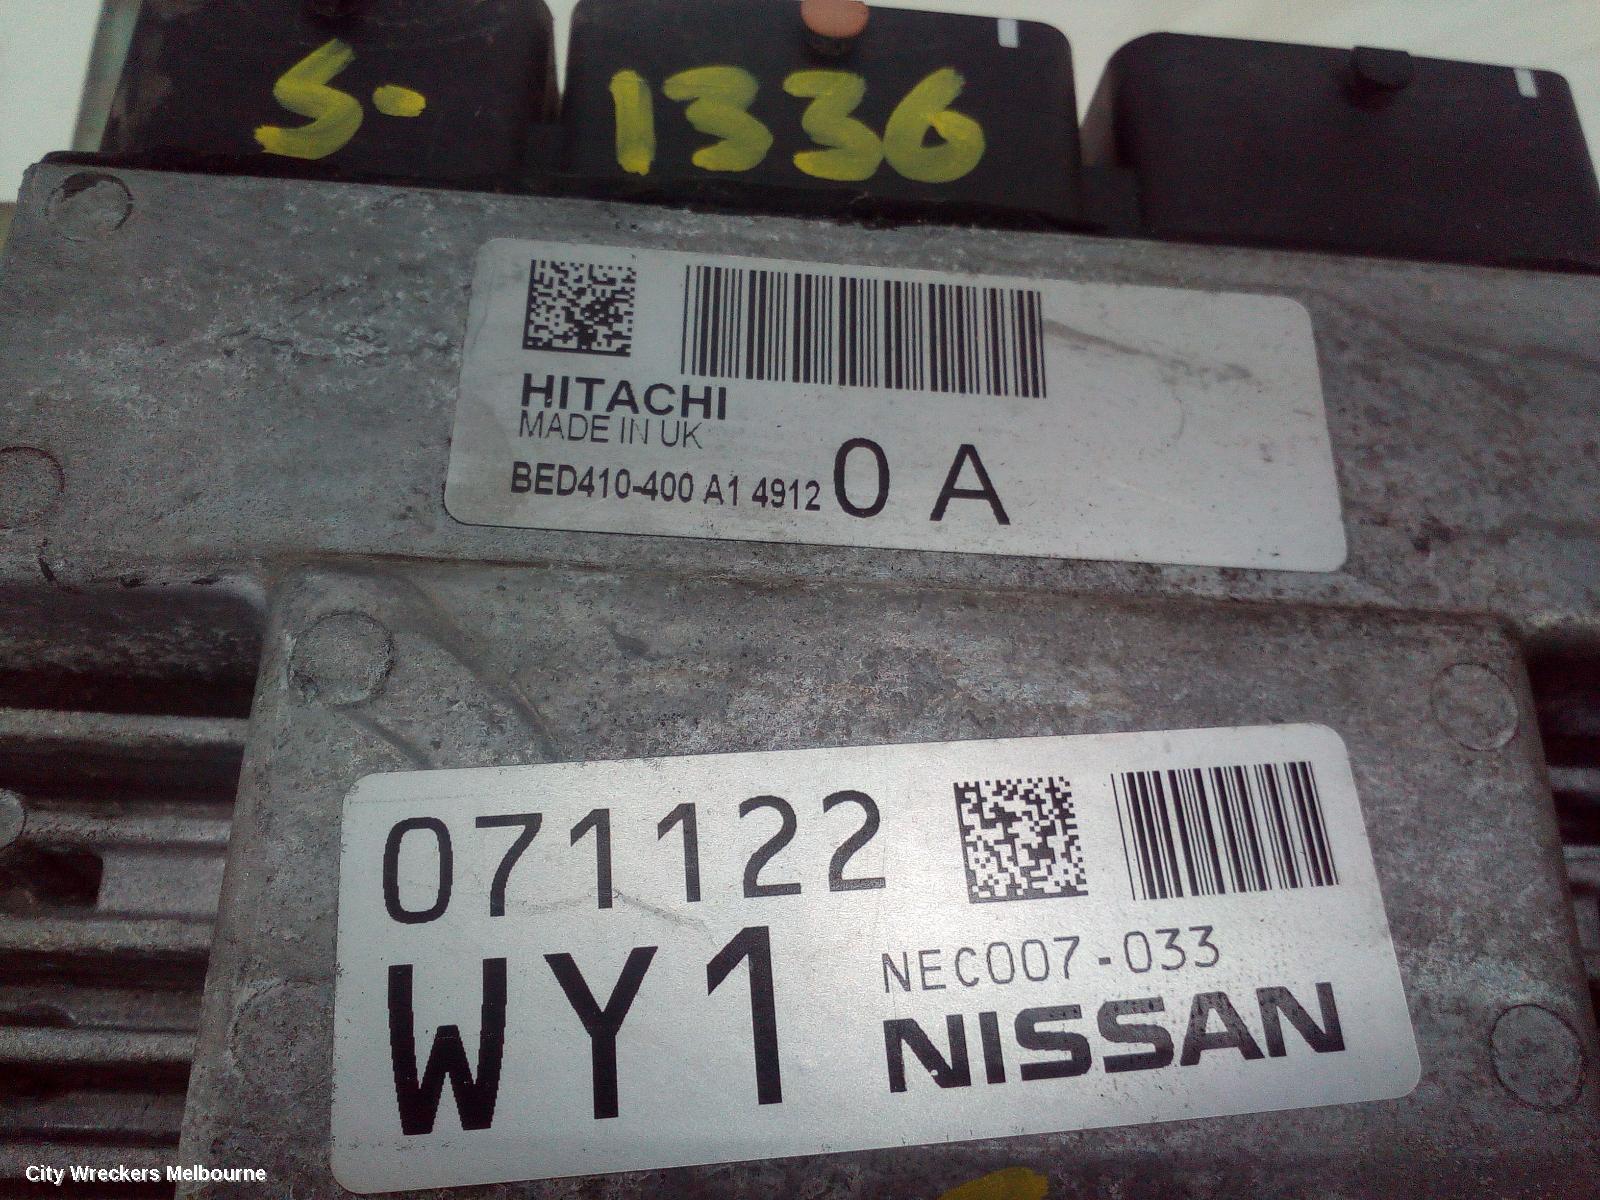 S- 1336
HITACHI
MADE IN UK
BED410-400 A1 4912 0 A
071122
WY1
NEC007-033
NISSAN
City Wreckers Melbourne